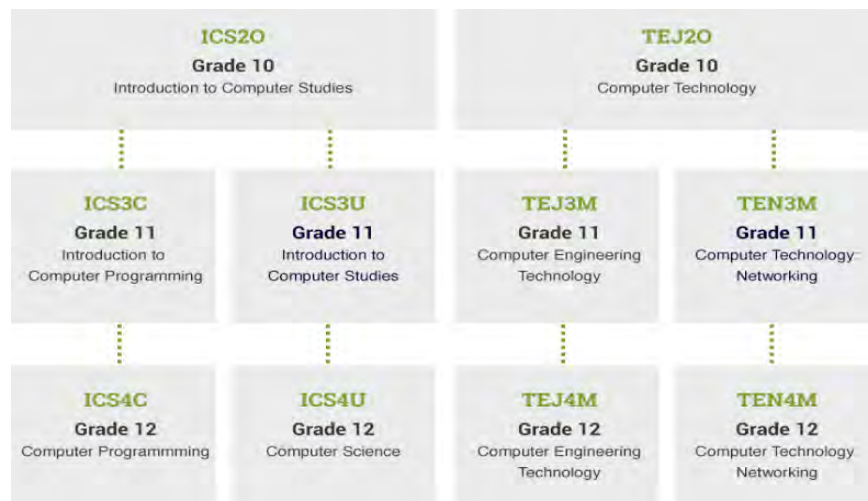 ICS2O
Grade 10
Introduction to Computer Studies
TEJ2O
Grade 10
Computer Technology
ICS3C
Grade 11
Introduction to
Computer Programming
ICS3U
Grade 11
Introduction to
Computer Studies
TEJ3M
Grade 11
Computer Engineering
Technology
TEN3M
Grade 11
Computer Technology
Networking
ICS4C
Grade 12
Computer Programmming
ICS4U
Grade 12
Computer Science
TEJ4M
Grade 12
Computer Engineering
Technology
TEN4M
Grade 12
Computer Technology
Networking